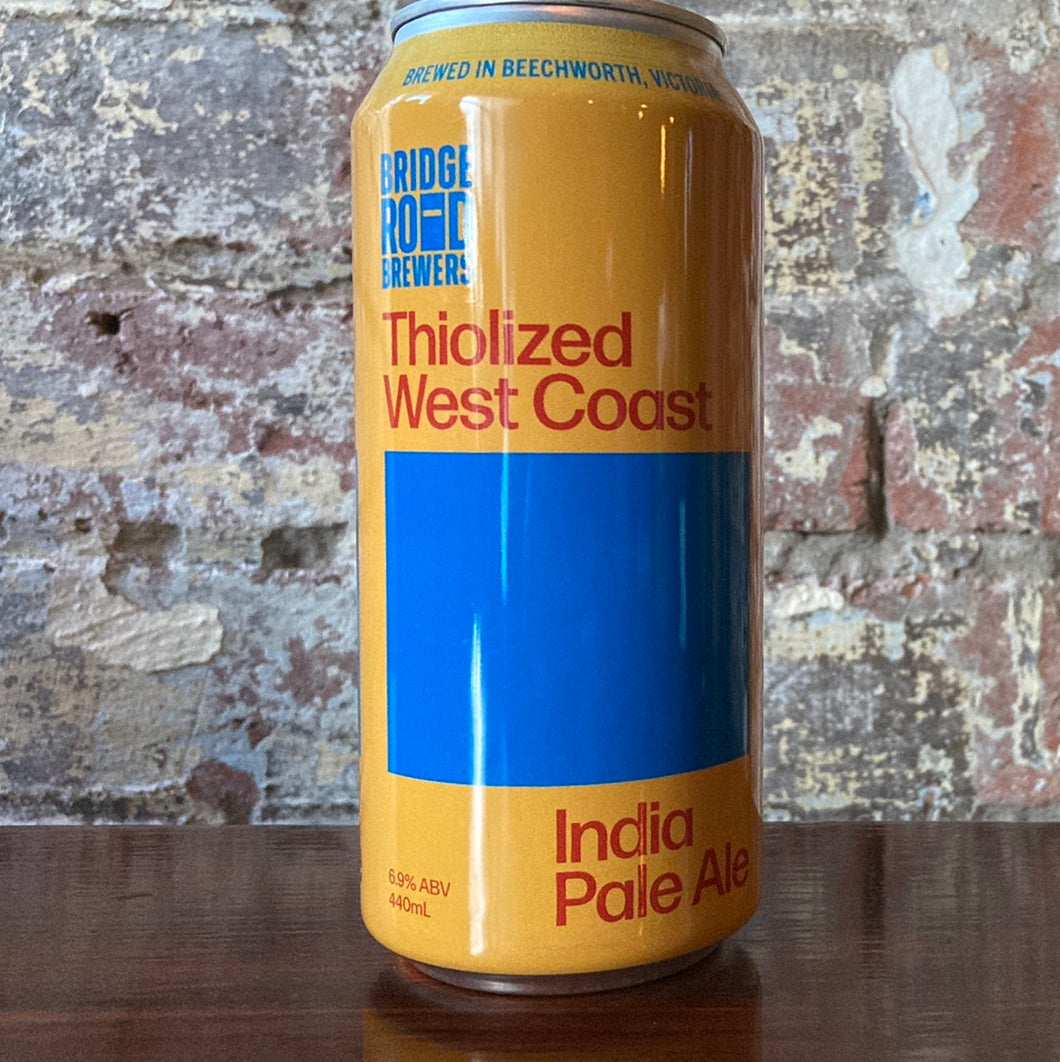 BREWED IN BEECHWORTH, VICTORIA
BRIDGE
ROAD
BREWERS
Thiolized
West Coast
India
Pale Ale
6.9% ABV
440mL